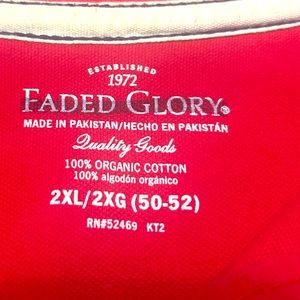 ESTABLISHED
1972
FADED GLORY®
MADE IN PAKISTAN/HECHO EN PAKISTÁN
Quality Goods
100% ORGANIC COTTON
100% algodón orgánico
2XL/2XG (50-52)
RN#52469 KT2